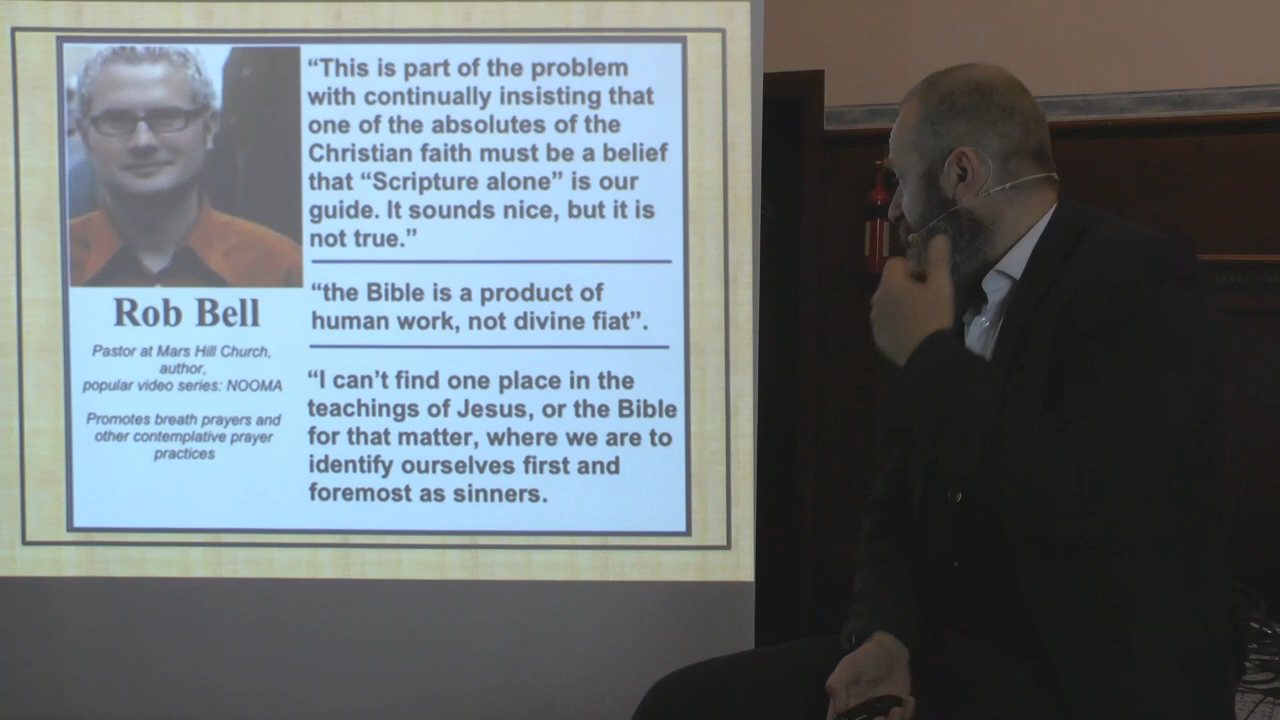 Rob Bell
Pastor at Mars Hill Church,
author,
popular video series: NOOMA
Promotes breath prayers and
other contemplative prayer
practices
“This is part of the problem
with continually insisting that
one of the absolutes of the
Christian faith must be a belief
that “Scripture alone” is our
guide. It sounds nice, but it is
not true.”
“the Bible is a product of
human work, not divine fiat”.
“I can’t find one place in the
teachings of Jesus, or the Bible
for that matter, where we are to
identify ourselves first and
foremost as sinners.